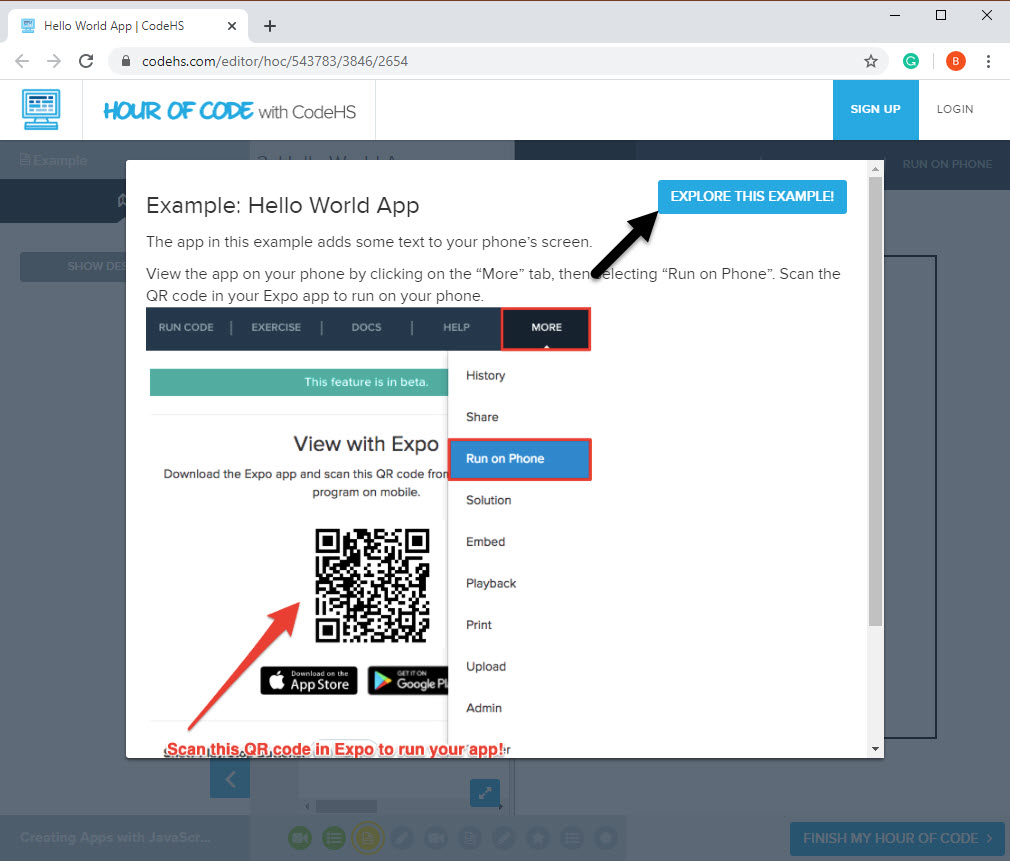 Hello World App | CodeHS
codehs.com/editor/hoc/543783/3846/2654
B
HOUR OF CODE with CodeHS
SIGN UP
LOGIN
Example
RUN ON PHONE
SHOW DES
Example: Hello World App
EXPLORE THIS EXAMPLE!
The app in this example adds some text to your phone’s screen.
View the app on your phone by clicking on the “More” tab, then selecting “Run on Phone”. Scan the
QR code in your Expo app to run on your phone.
RUN CODE | EXERCISE | DOCS | HELP MORE
This feature is in beta.
View with Expo
Download the Expo app and scan this QR code from
program on mobile.
Download on the
App Store
GET IT ON
Google Pl
History
Share
Run on Phone
Solution
Embed
Playback
Print
Upload
Admin
Scan this QR code in Expo to run your app!
Creating Apps with JavaScr...
FINISH MY HOUR OF CODE >